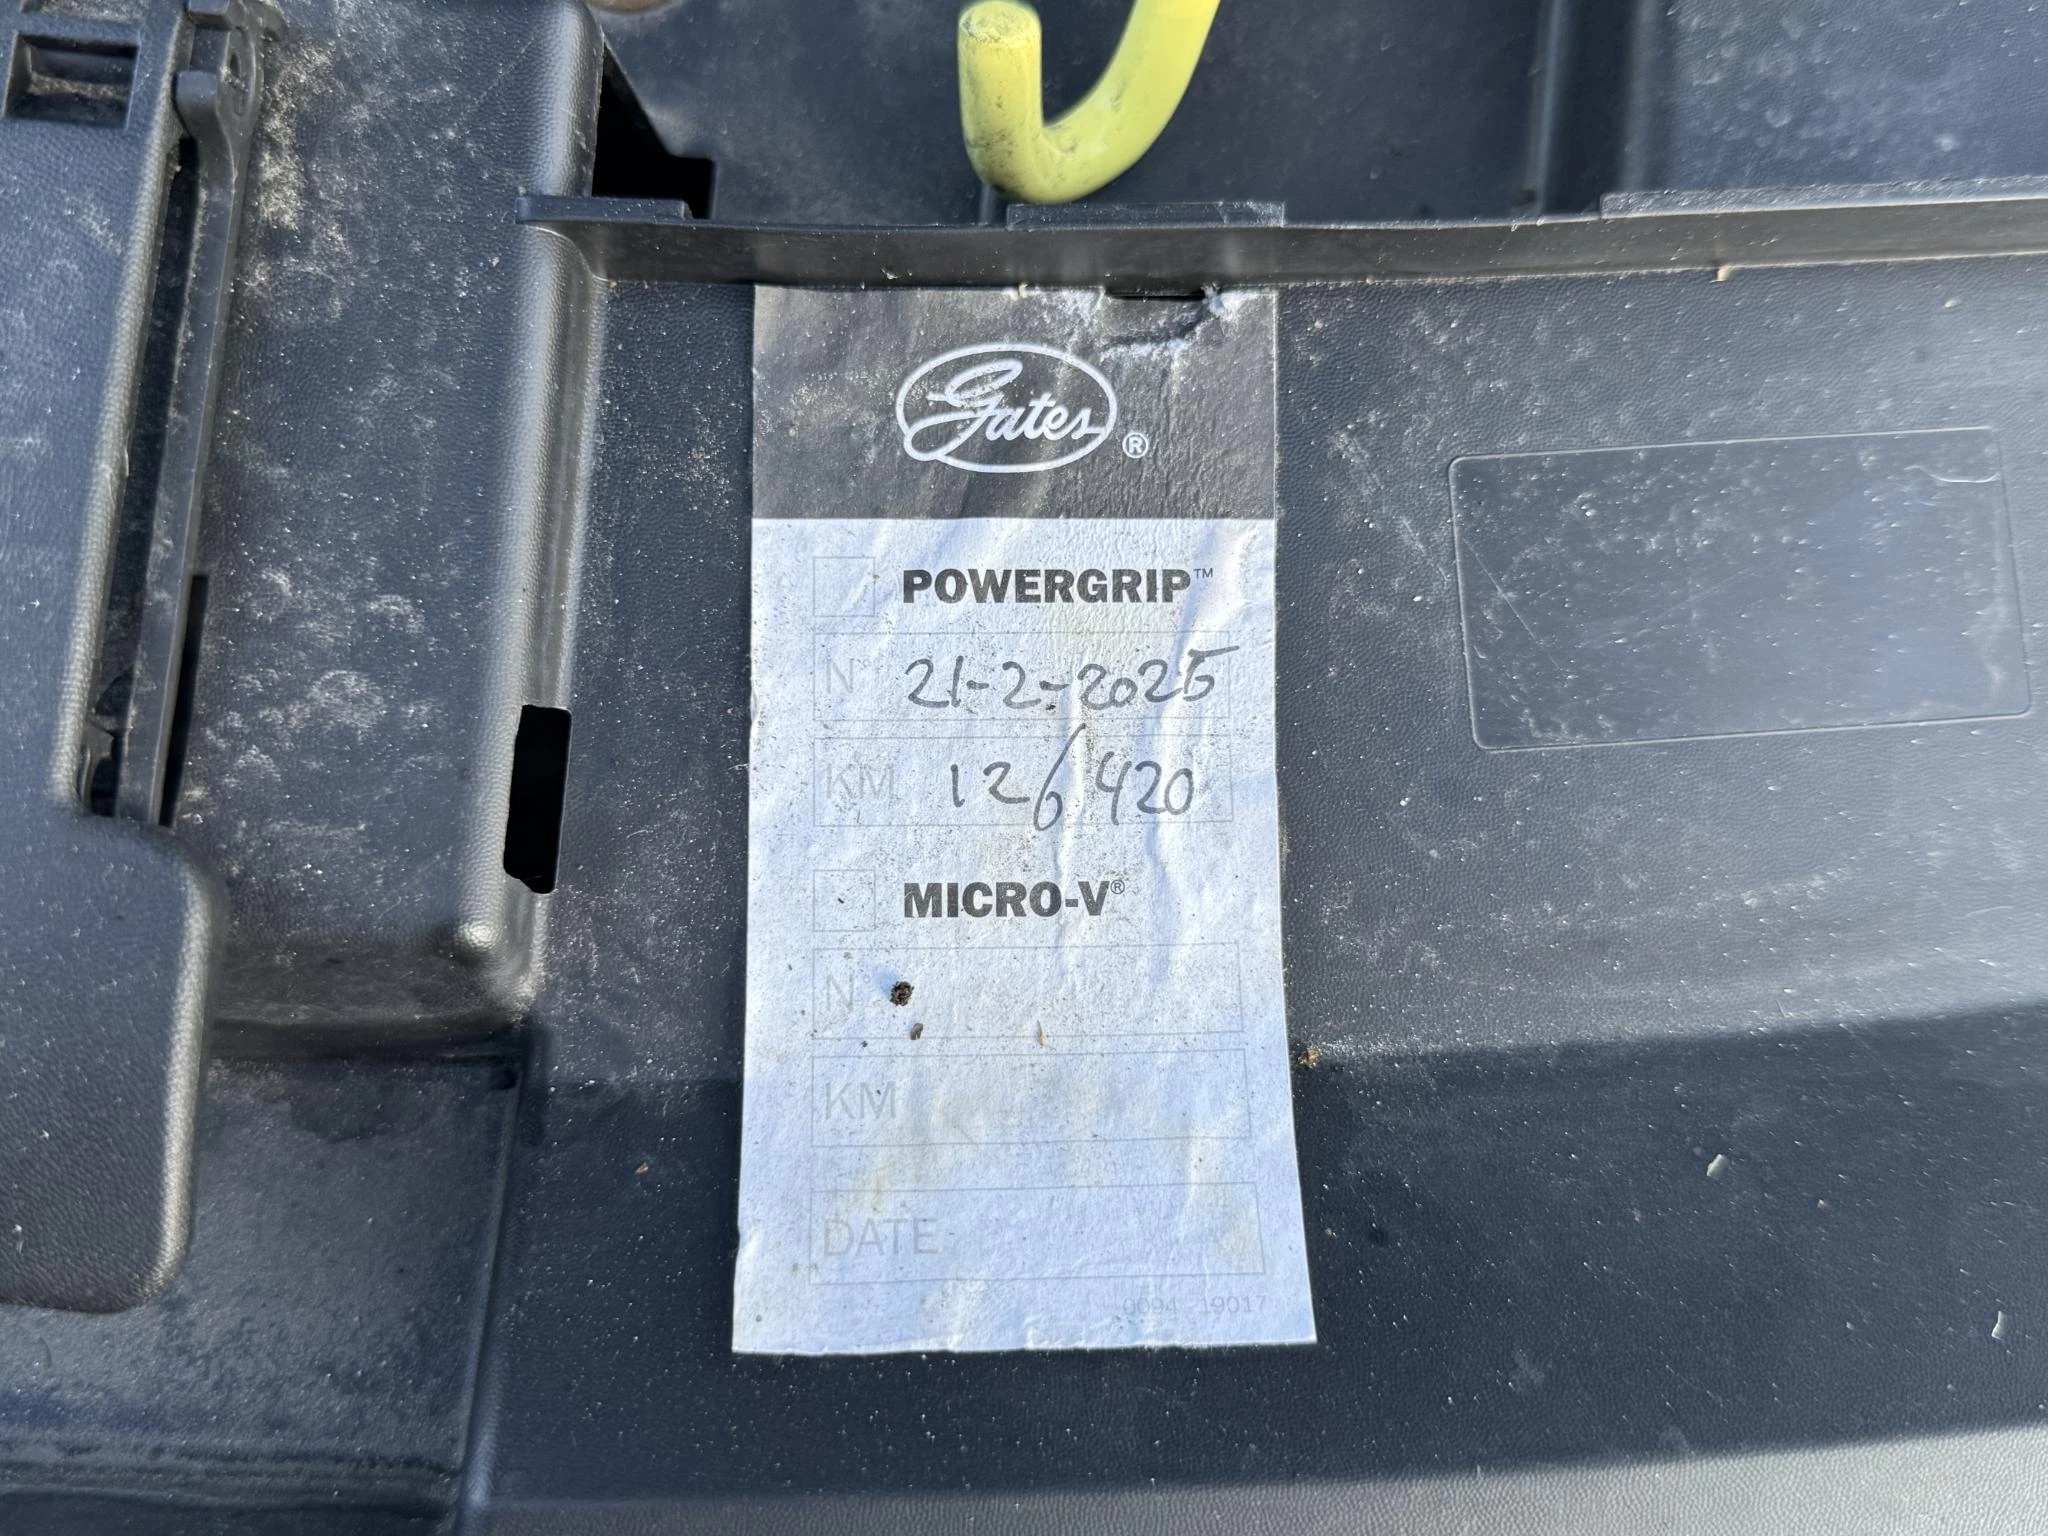 Gates®
POWERGRIP™
N° 21-2-2025
KM 126420
MICRO-V®
N°
KM
DATE
0094 19017